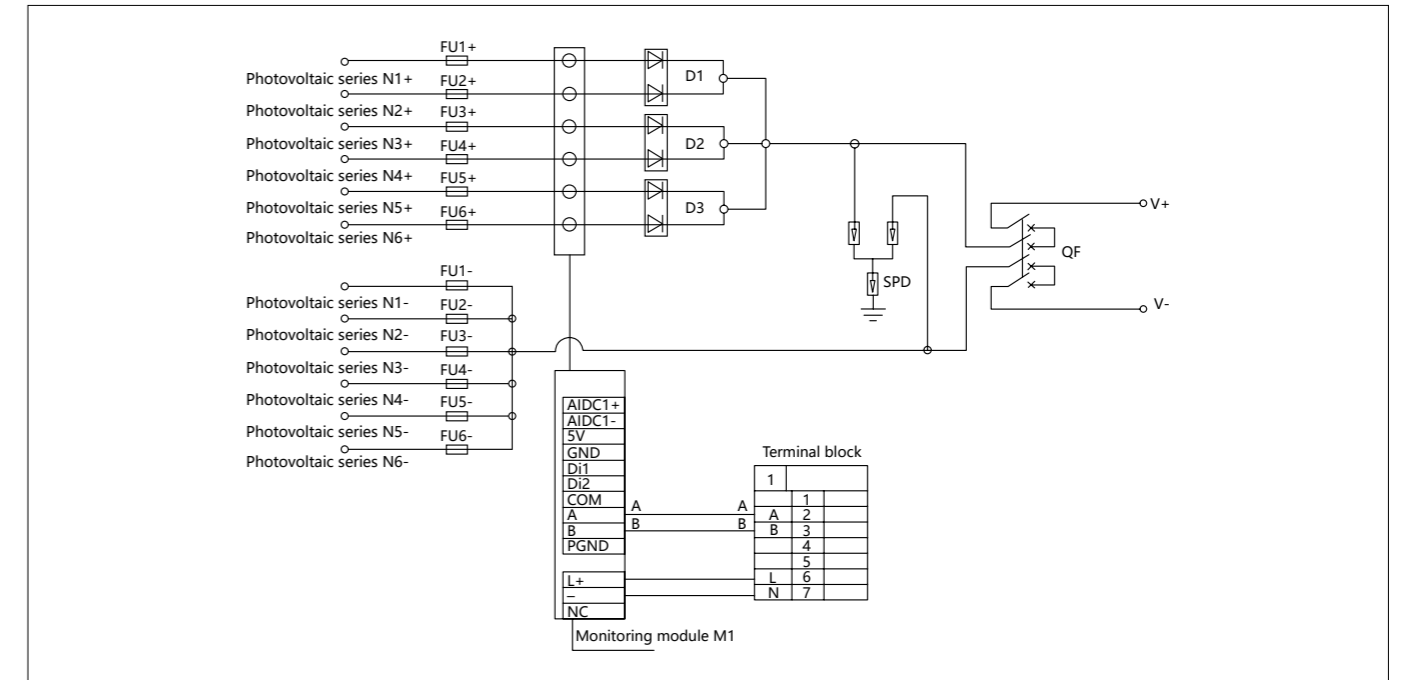 FU1+
Photovoltaic series N1+
FU2+
Photovoltaic series N2+
FU3+
Photovoltaic series N3+
FU4+
Photovoltaic series N4+
FU5+
Photovoltaic series N5+
FU6+
Photovoltaic series N6+
D1
D2
D3
SPD
QF
V+
V-
FU1-
Photovoltaic series N1-
FU2-
Photovoltaic series N2-
FU3-
Photovoltaic series N3-
FU4-
Photovoltaic series N4-
FU5-
Photovoltaic series N5-
FU6-
Photovoltaic series N6-
AIDC1+
AIDC1-
5V
GND
Di1
Di2
COM
A
B
PGND
L+
–
NC
Monitoring module M1
A A
B B
Terminal block
1
1
A 2
B 3
4
5
L 6
N 7